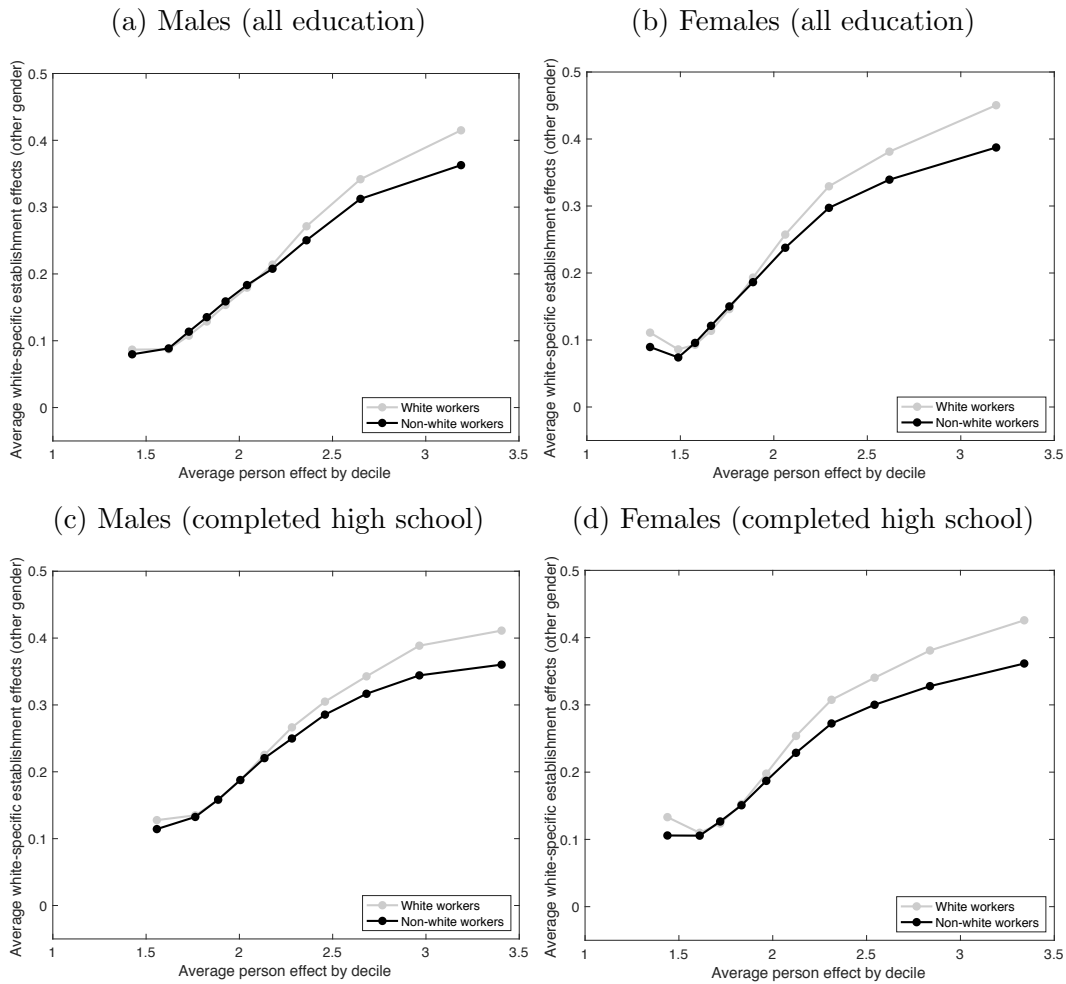 (a) Males (all education)
Average white-specific establishment effects (other gender)
0.5
0.4
0.3
0.2
0.1
0
1
1.5
2
2.5
3
3.5
Average person effect by decile
White workers
Non-white workers
(b) Females (all education)
Average white-specific establishment effects (other gender)
0.5
0.4
0.3
0.2
0.1
0
1
1.5
2
2.5
3
3.5
Average person effect by decile
White workers
Non-white workers
(c) Males (completed high school)
Average white-specific establishment effects (other gender)
0.5
0.4
0.3
0.2
0.1
0
1
1.5
2
2.5
3
3.5
Average person effect by decile
White workers
Non-white workers
(d) Females (completed high school)
Average white-specific establishment effects (other gender)
0.5
0.4
0.3
0.2
0.1
0
1
1.5
2
2.5
3
3.5
Average person effect by decile
White workers
Non-white workers